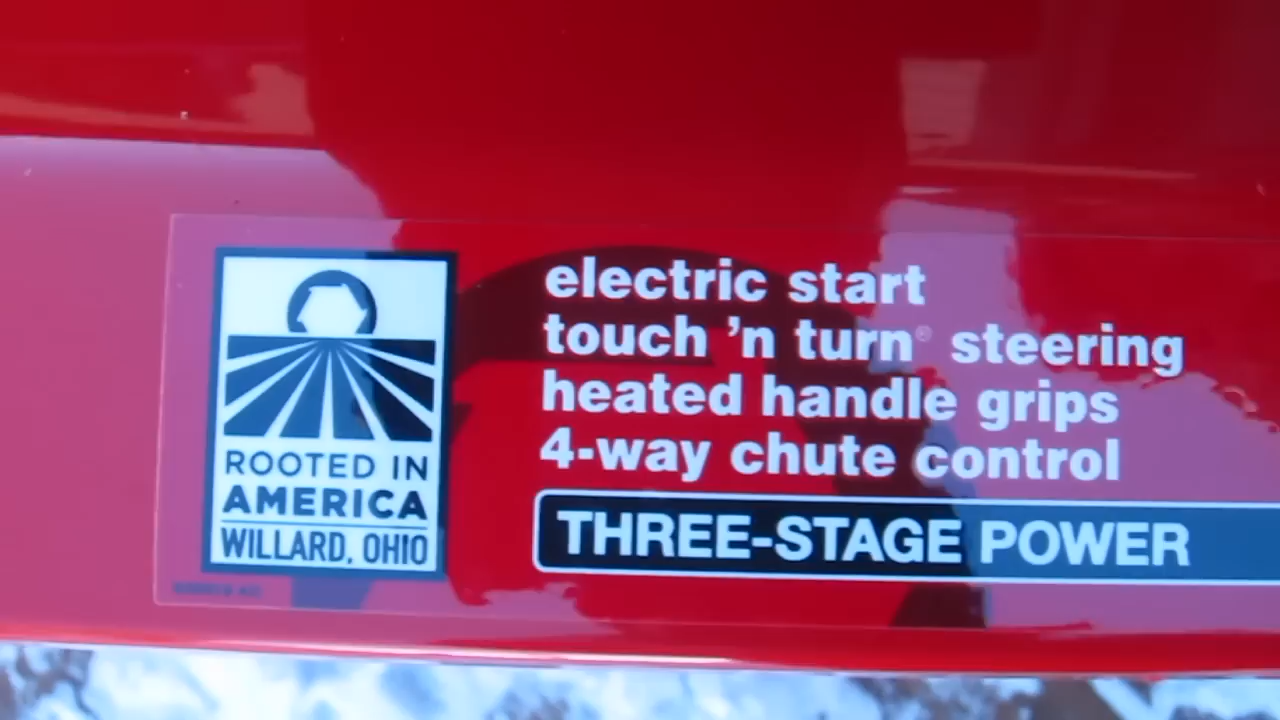 ROOTED IN
AMERICA
WILLARD, OHIO
electric start
touch 'n turn® steering
heated handle grips
4-way chute control
THREE-STAGE POWER